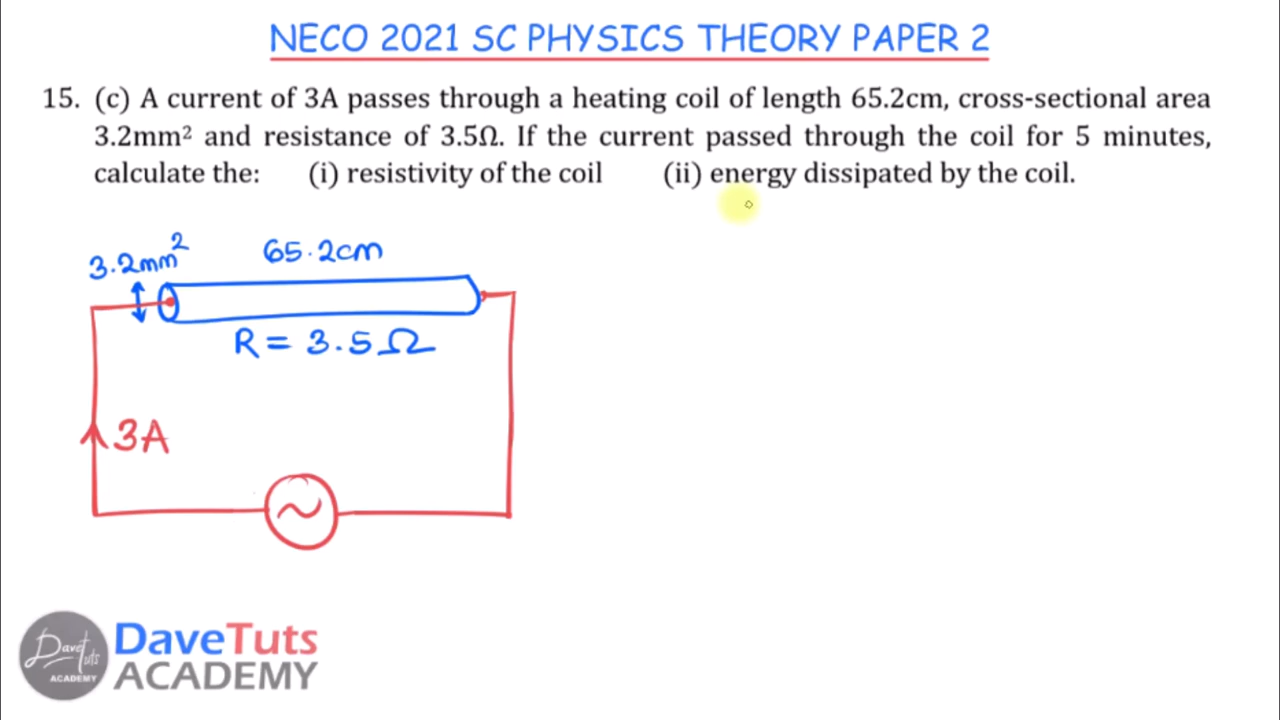 NECO 2021 SC PHYSICS THEORY PAPER 2
15. (c) A current of 3A passes through a heating coil of length 65.2cm, cross-sectional area
3.2mm² and resistance of 3.5Ω. If the current passed through the coil for 5 minutes,
calculate the: (i) resistivity of the coil (ii) energy dissipated by the coil.
3.2mm² 65.2cm
R = 3.5Ω
3A
Dave Tuts ACADEMY
DaveTuts
ACADEMY